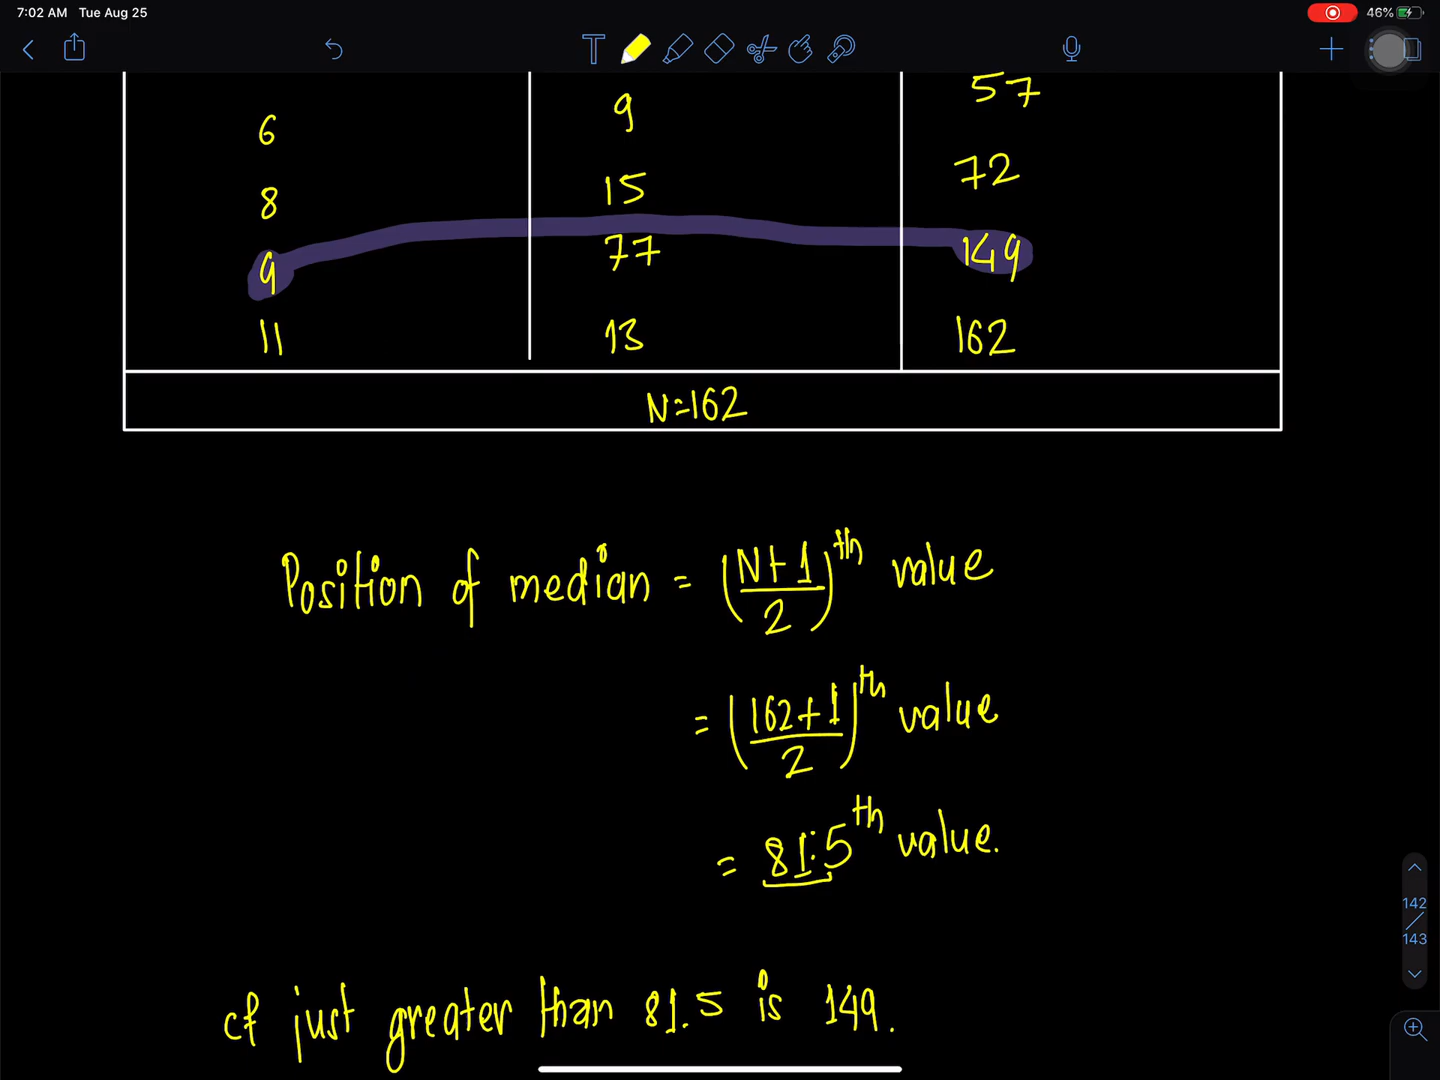 7:02 AM Tue Aug 25
46%
57
6 9
72
8 15
9 77 149
11 13 162
N=162
Position of median = (N+1/2)th value
= (162+1/2)th value
= 81.5th value.
142
143
cf just greater than 81.5 is 149.